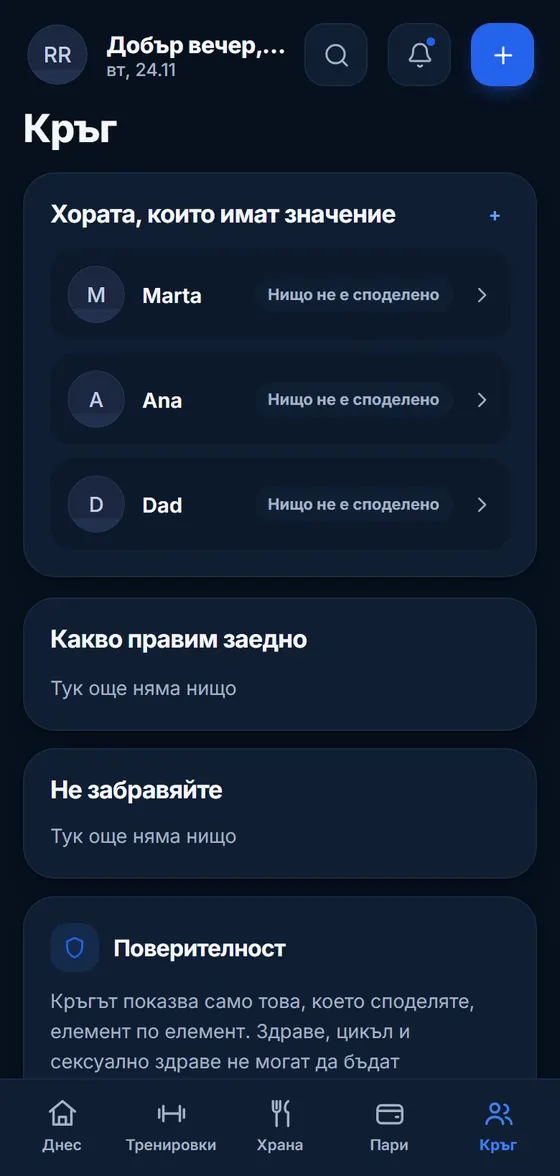 RR
Добър вечер,...
вт, 24.11
Кръг
Хората, които имат значение
+
M
Marta
Нищо не е споделено
A
Ana
Нищо не е споделено
D
Dad
Нищо не е споделено
Какво правим заедно
Тук още няма нищо
Не забравяйте
Тук още няма нищо
Поверителност
Кръгът показва само това, което споделяте,
елемент по елемент. Здраве, цикъл и
сексуално здраве не могат да бъдат
Днес
Тренировки
Храна
Пари
Кръг